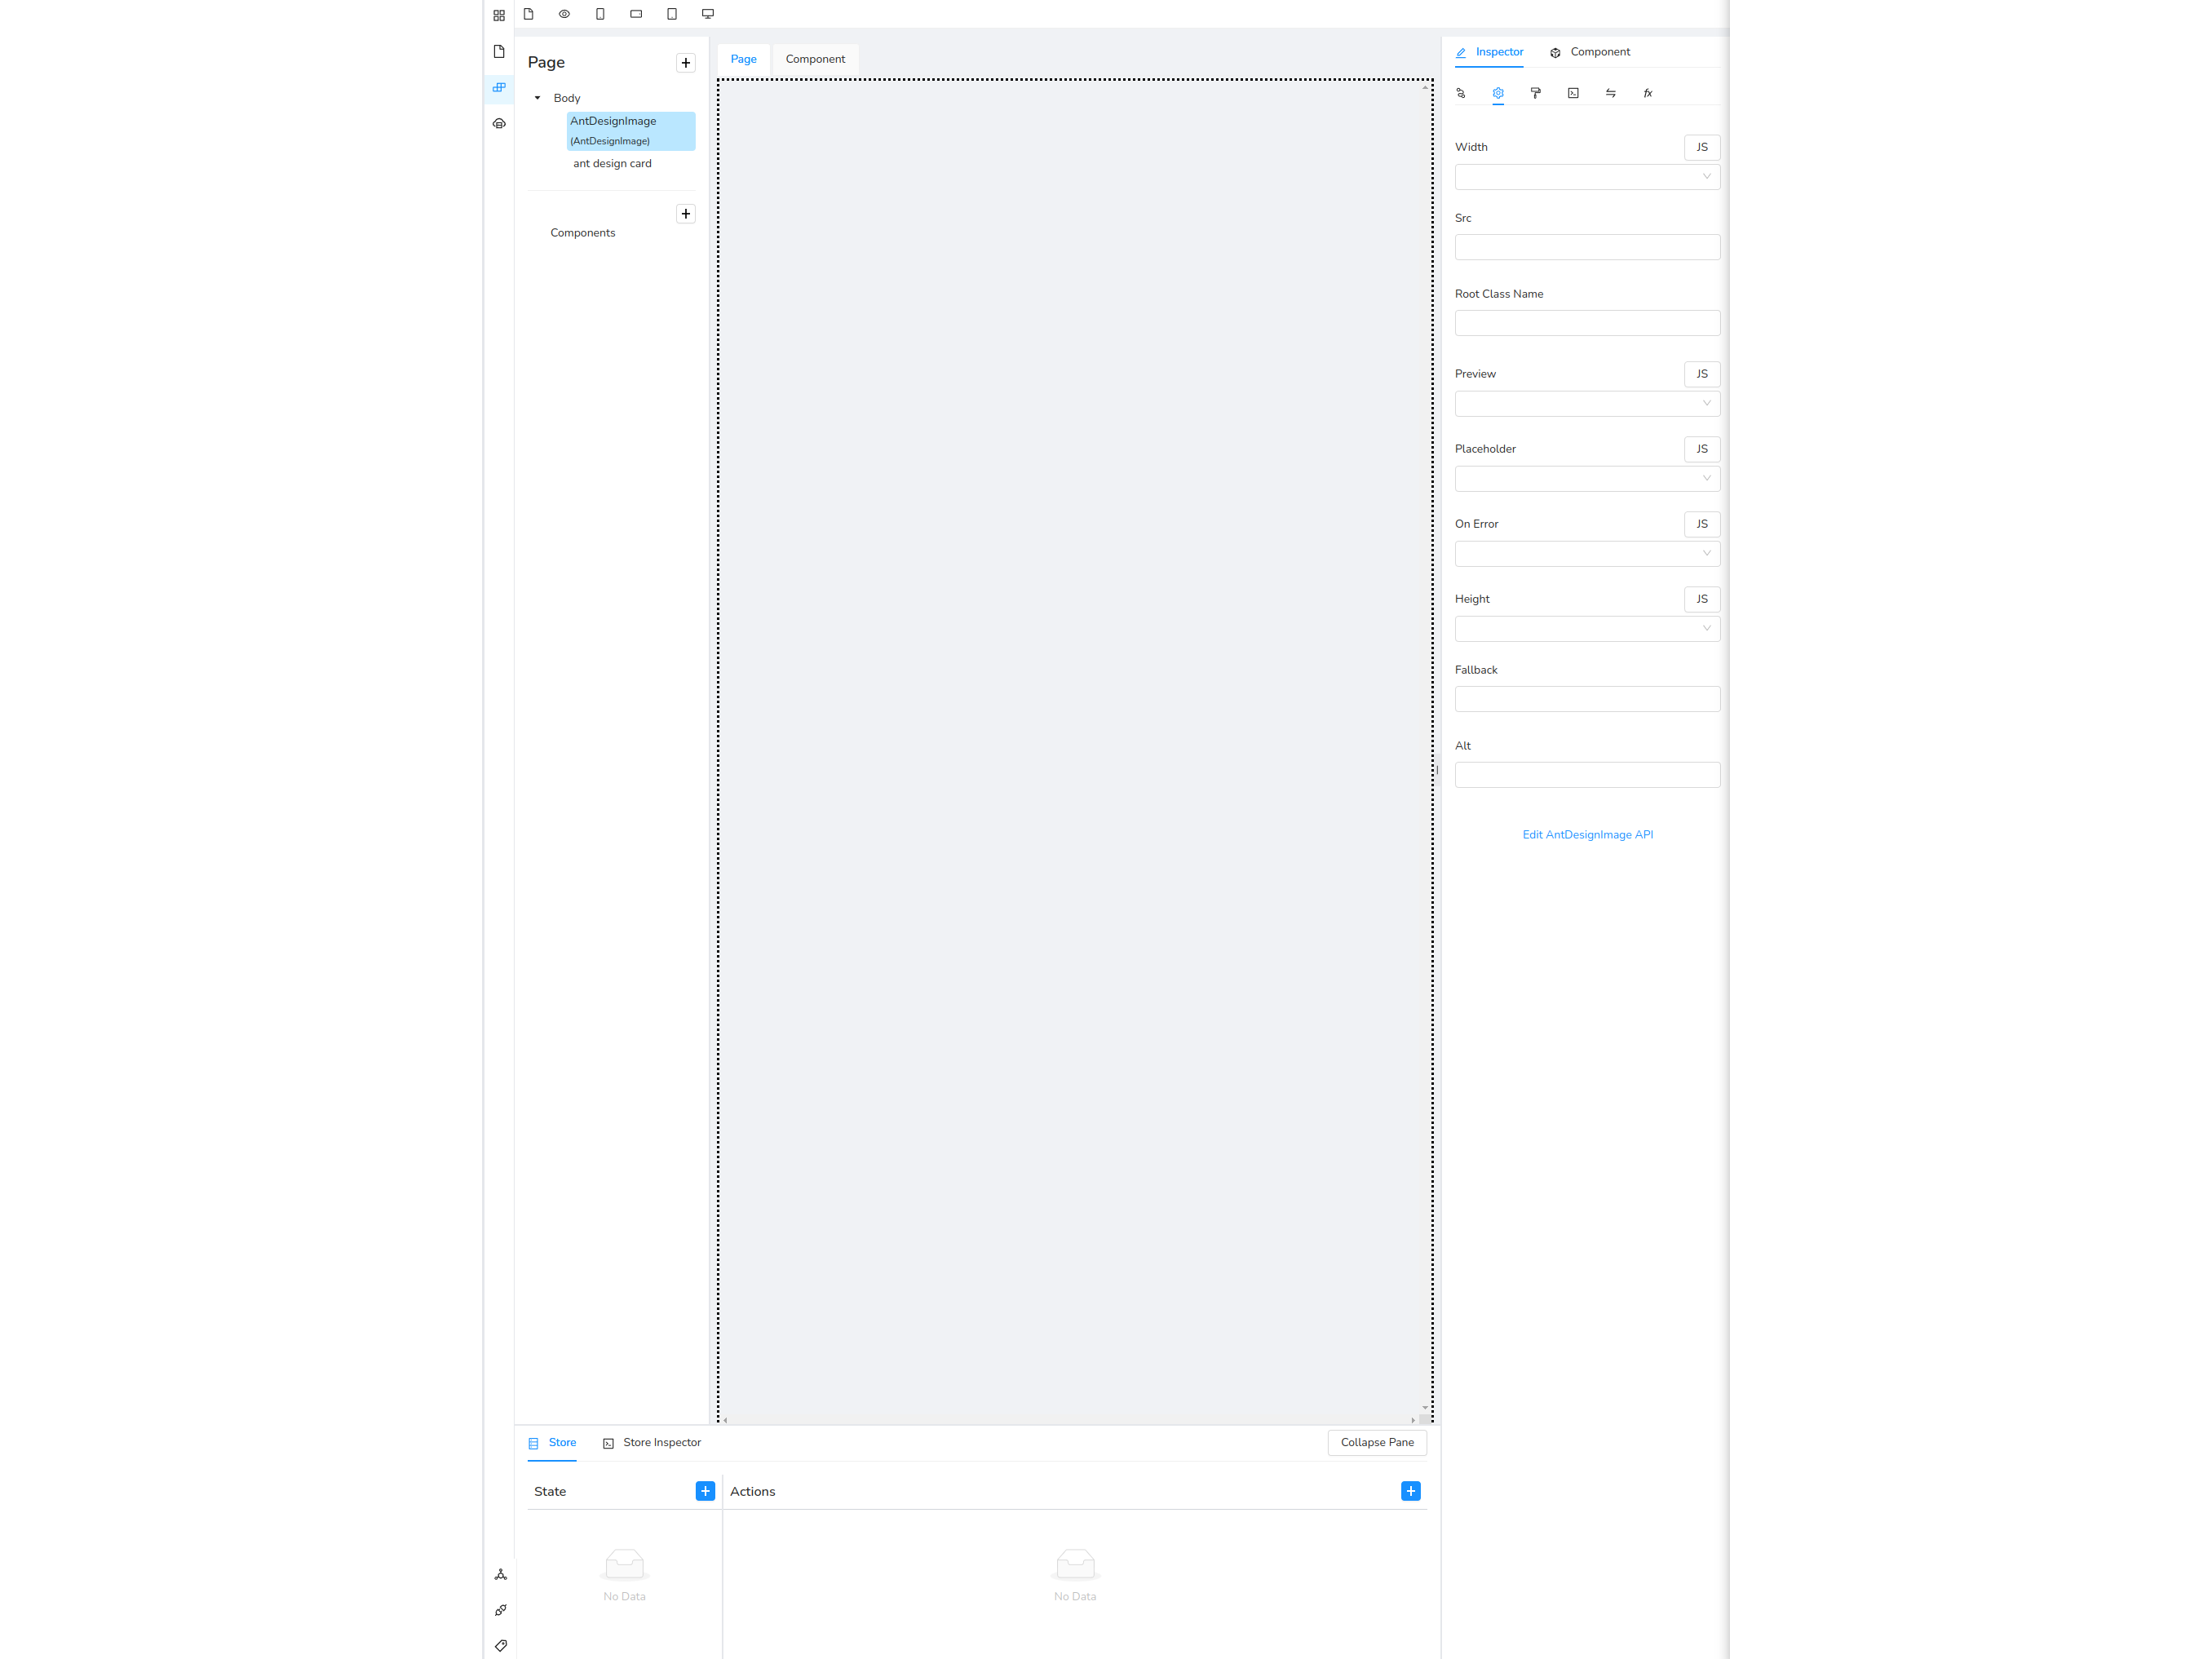 Page
Body
AntDesignImage
(AntDesignImage)
ant design card
Components
Page
Component
Inspector
Component
fx
Width
JS
Src
Root Class Name
Preview
JS
Placeholder
JS
On Error
JS
Height
JS
Fallback
Alt
Edit AntDesignImage API
Store
Store Inspector
Collapse Pane
State
Actions
No Data
No Data